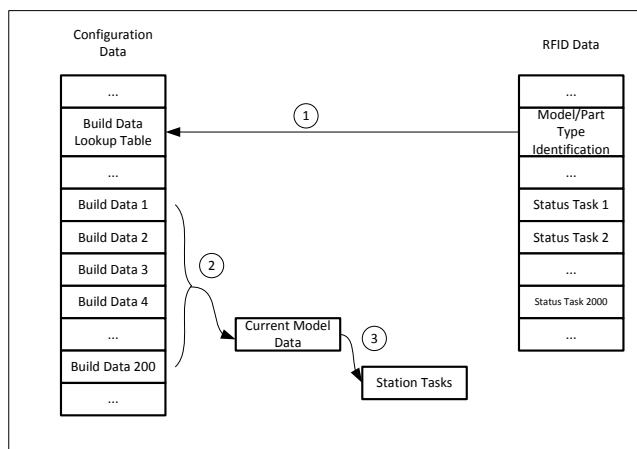 Configuration
Data
...
Build Data
Lookup Table
...
Build Data 1
Build Data 2
Build Data 3
Build Data 4
...
Build Data 200
...
1
2
Current Model
Data
3
Station Tasks
RFID Data
...
Model/Part
Type
Identification
...
Status Task 1
Status Task 2
...
Status Task 2000
...